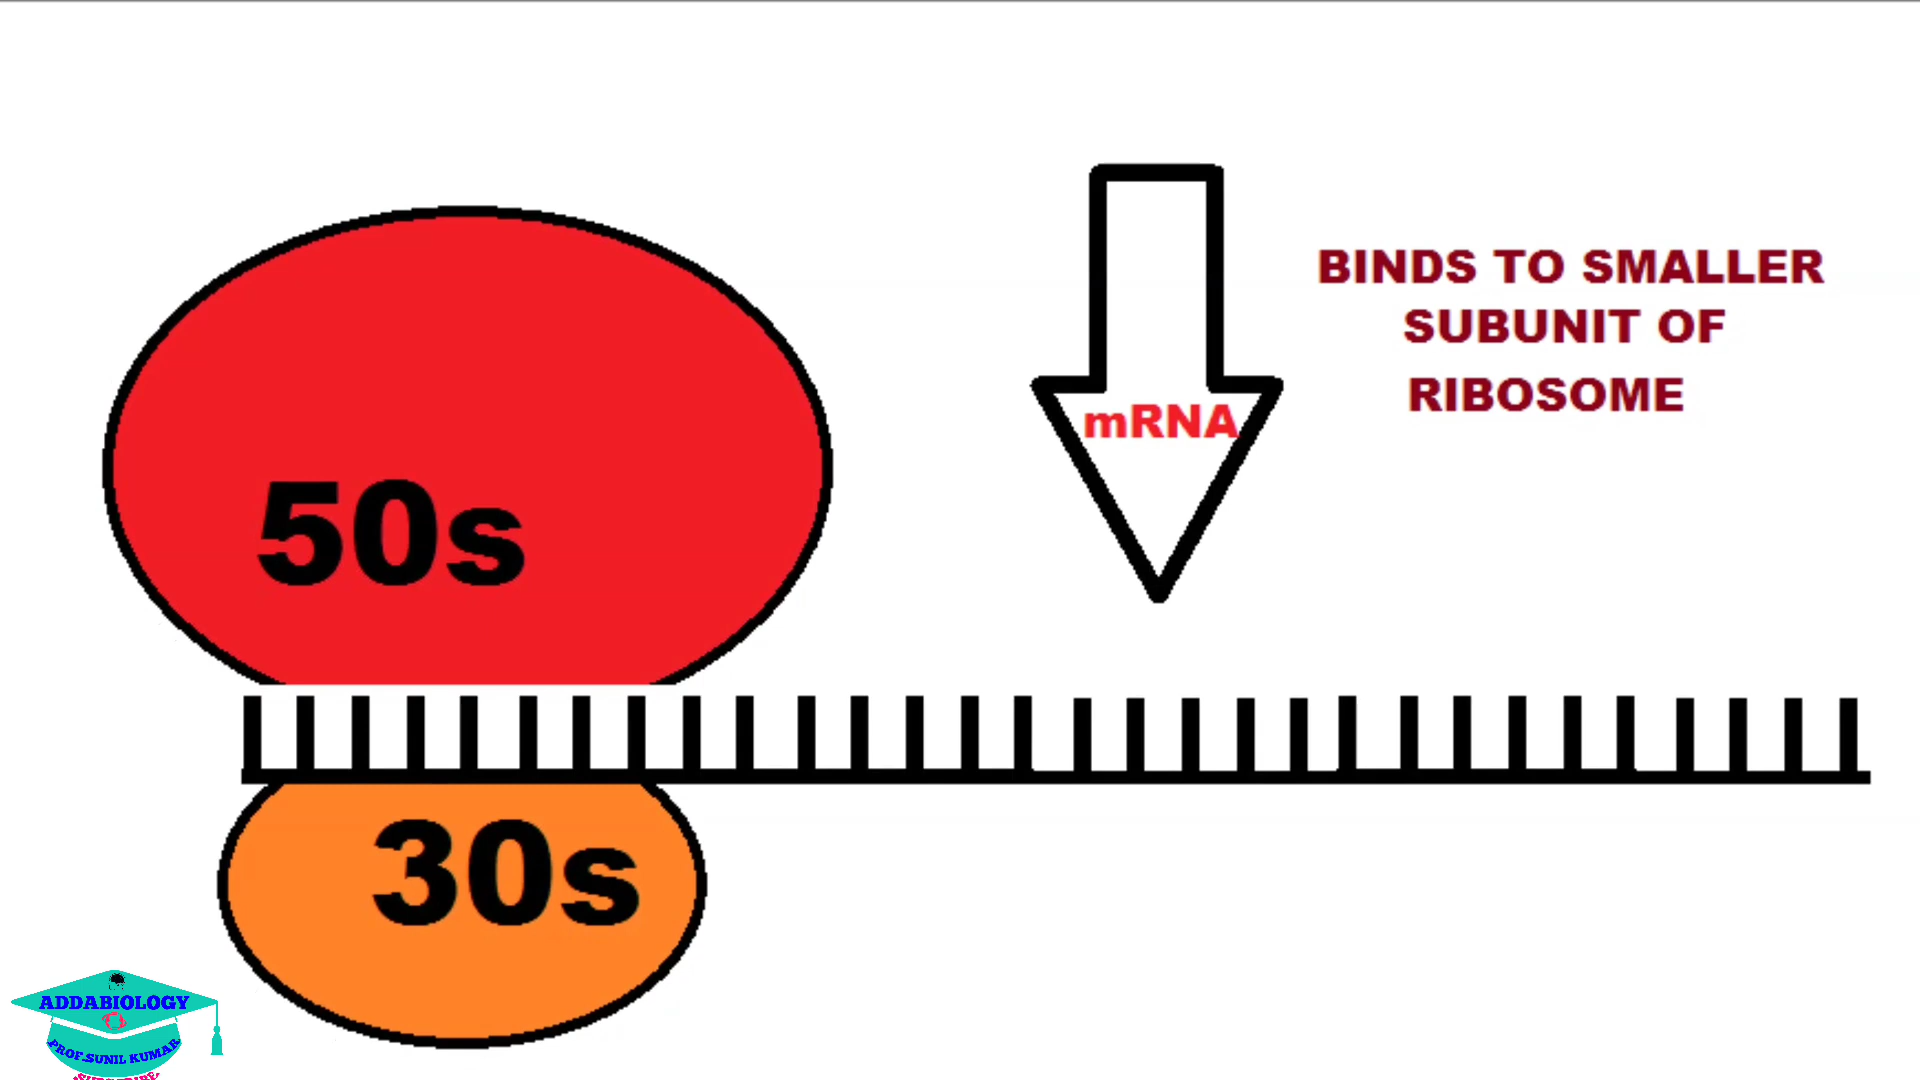 BINDS TO SMALLER
SUBUNIT OF
RIBOSOME
mRNA
50s
30s
ADDABIOLOGY
PROF.SUNIL KUMAR